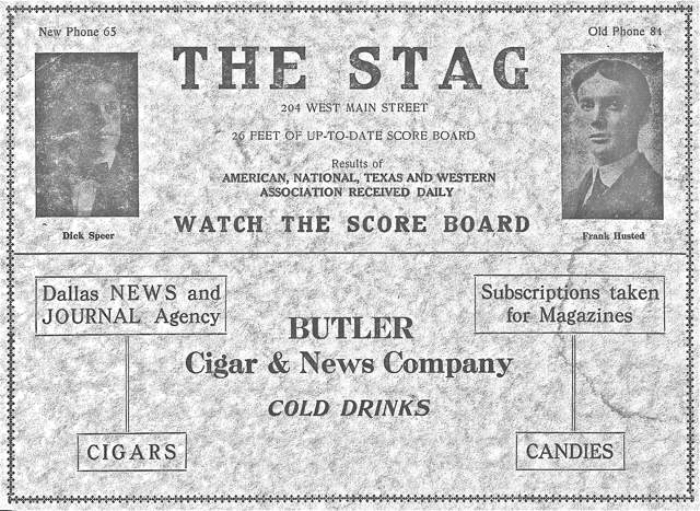 New Phone 65
Old Phone 84
THE STAG
204 WEST MAIN STREET
26 FEET OF UP-TO-DATE SCORE BOARD
Results of
AMERICAN, NATIONAL, TEXAS AND WESTERN
ASSOCIATION RECEIVED DAILY
WATCH THE SCORE BOARD
Dick Speer
Frank Husted
Dallas NEWS and
JOURNAL Agency
Subscriptions taken
for Magazines
BUTLER
Cigar & News Company
COLD DRINKS
CIGARS
CANDIES